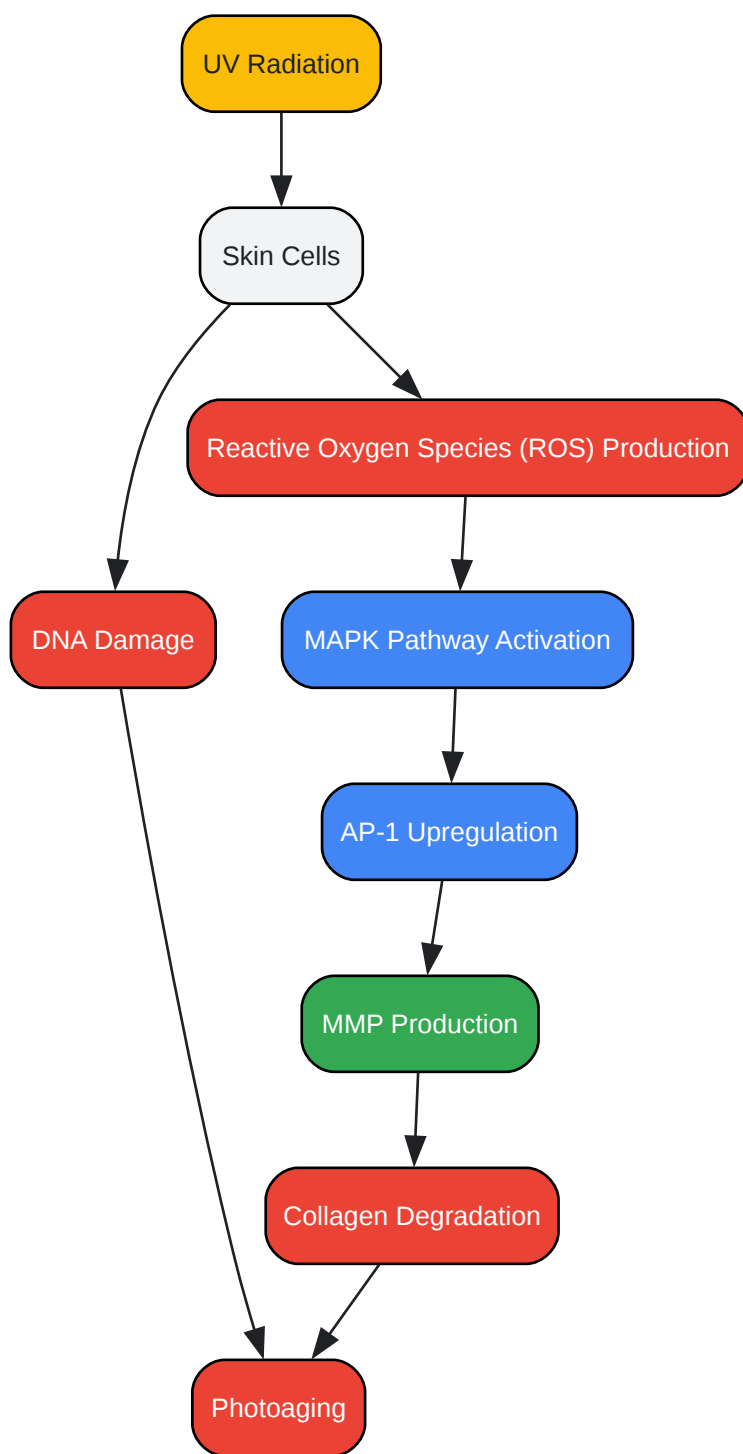 UV Radiation
Skin Cells
Reactive Oxygen Species (ROS) Production
DNA Damage
MAPK Pathway Activation
AP-1 Upregulation
MMP Production
Collagen Degradation
Photoaging